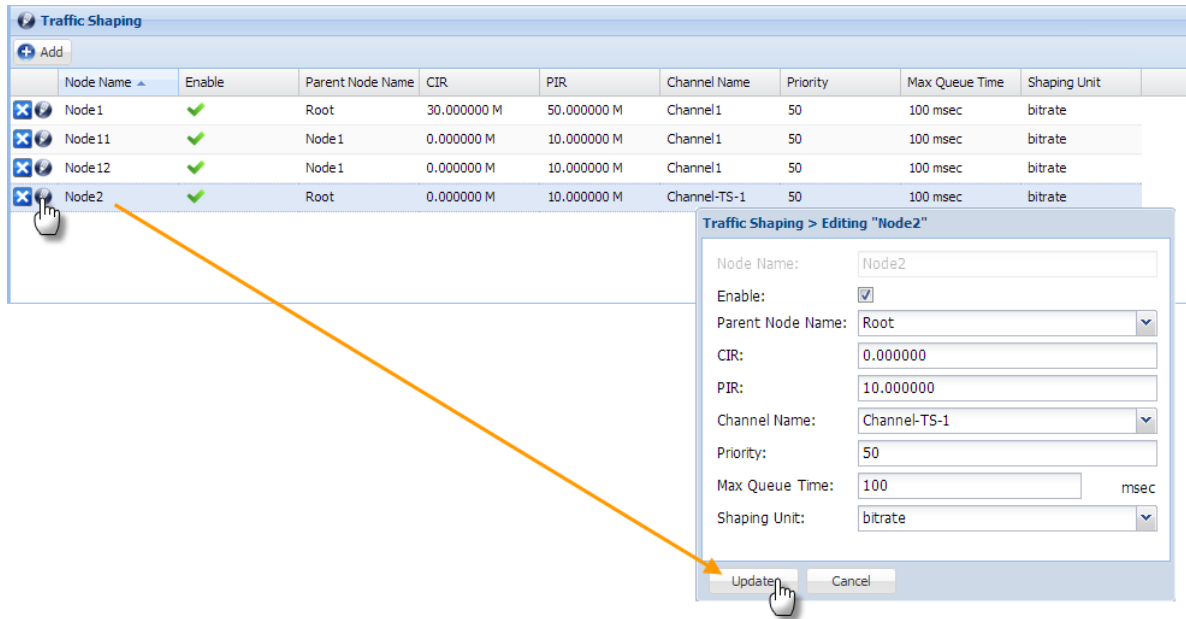 Traffic Shaping
Add
Node Name Enable Parent Node Name CIR PIR Channel Name Priority Max Queue Time Shaping Unit
Node1 Root 30.000000 M 50.000000 M Channel1 50 100 msec bitrate
Node11 Node1 0.000000 M 10.000000 M Channel1 50 100 msec bitrate
Node12 Node1 0.000000 M 10.000000 M Channel1 50 100 msec bitrate
Node2 Root 0.000000 M 10.000000 M Channel-TS-1 50 100 msec bitrate
Traffic Shaping > Editing "Node2"
Node Name: Node2
Enable:
Parent Node Name: Root
CIR: 0.000000
PIR: 10.000000
Channel Name: Channel-TS-1
Priority: 50
Max Queue Time: 100 msec
Shaping Unit: bitrate
Update Cancel